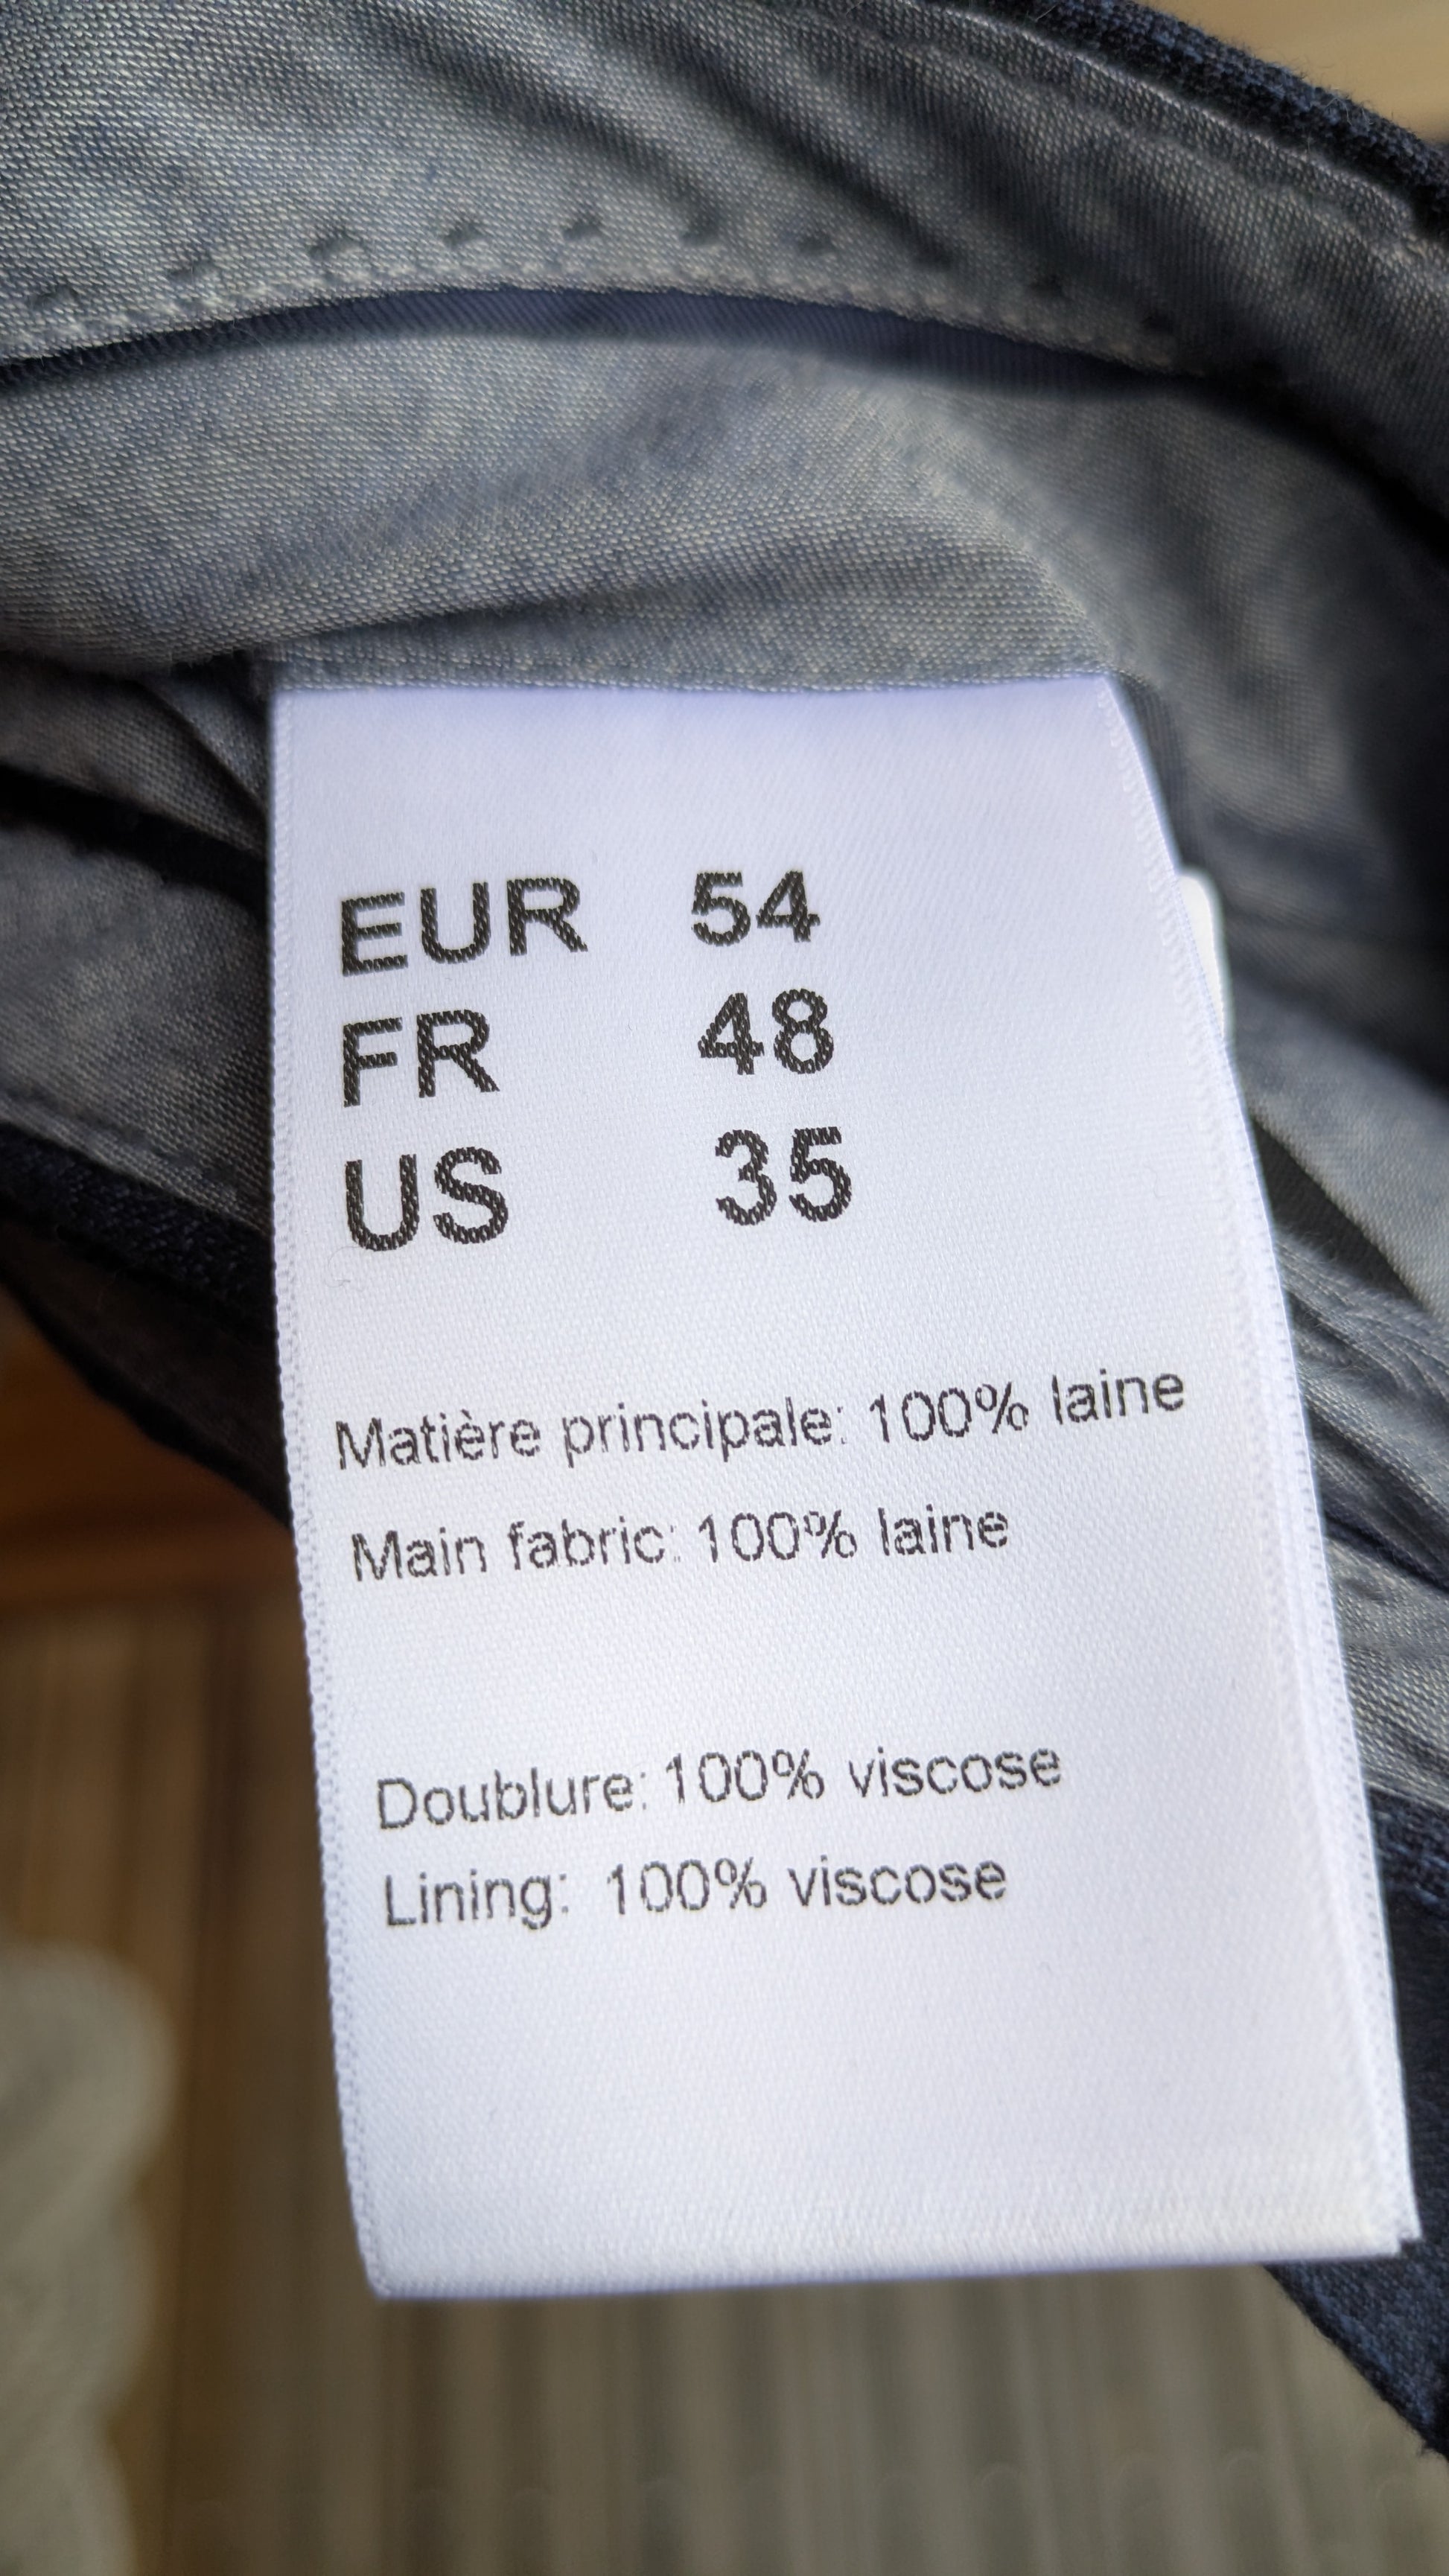 EUR 54
FR 48
US 35
Matière principale: 100% laine
Main fabric: 100% laine
Doublure: 100% viscose
Lining: 100% viscose